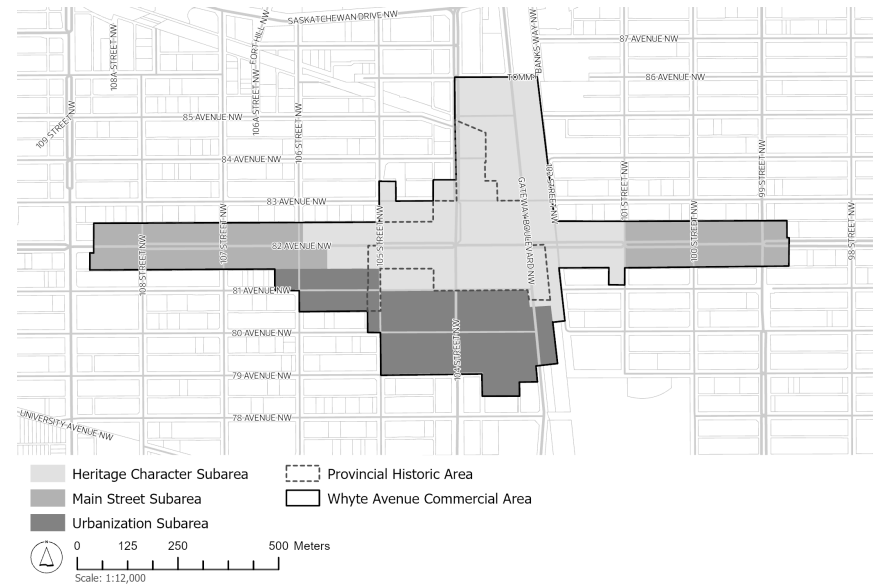 SASKATCHEWAN DRIVE NW
FORT HILL NW
BANKS WAY NW
87 AVENUE NW
108A STREET NW
TOMM
86 AVENUE NW
106A STREET NW
109 STREET NW
85 AVENUE NW
106 STREET NW
84 AVENUE NW
99 STREET NW
101 STREET NW
83 AVENUE NW
107 STREET NW
105 STREET NW
GATEWAY BOULEVARD NW
100 STREET NW
98 STREET NW
108 STREET NW
82 AVENUE NW
81 AVENUE NW
80 AVENUE NW
104 STREET NW
79 AVENUE NW
78 AVENUE NW
UNIVERSITY AVENUE NW
Heritage Character Subarea
Provincial Historic Area
Main Street Subarea
Whyte Avenue Commercial Area
Urbanization Subarea
N
0 125 250 500 Meters
Scale: 1:12,000